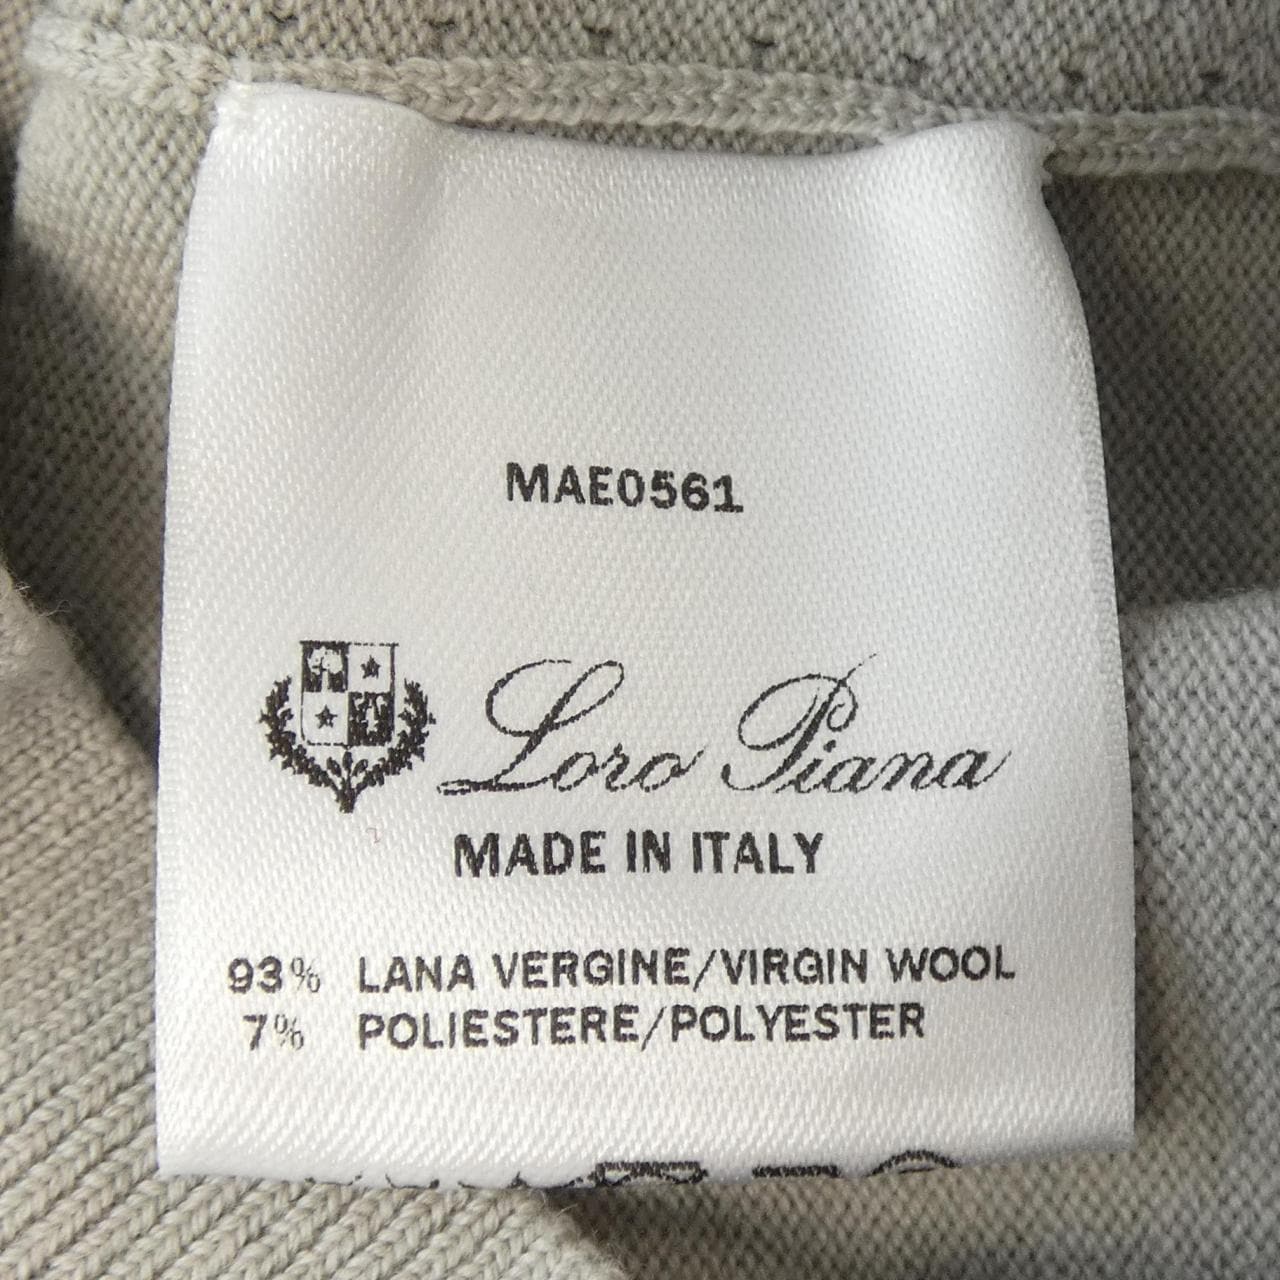 MAE0561
Loro Piana
MADE IN ITALY
93% LANA VERGINE/VIRGIN WOOL
7% POLIESTERE/POLYESTER